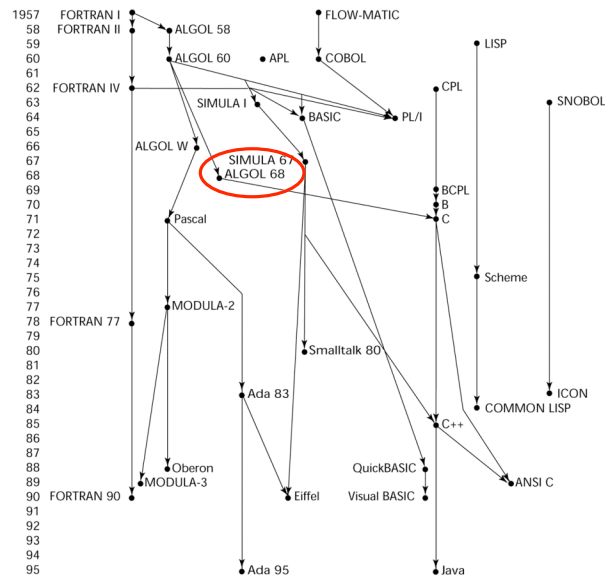 1957 FORTRAN I FLOW-MATIC
58 FORTRAN II ALGOL 58
59 LISP
60 ALGOL 60 APL COBOL
61
62 FORTRAN IV CPL
63 SIMULA I SNOBOL
64 BASIC PL/I
65
66 ALGOL W
67 SIMULA 67
68 ALGOL 68
69 BCPL
70 B
71 Pascal C
72
73
74
75 Scheme
76
77 MODULA-2
78 FORTRAN 77
79
80 Smalltalk 80
81
82
83 Ada 83 ICON
84 COMMON LISP
85 C++
86
87
88 Oberon QuickBASIC
89 MODULA-3 ANSI C
90 FORTRAN 90 Eiffel Visual BASIC
91
92
93
94
95 Ada 95 Java